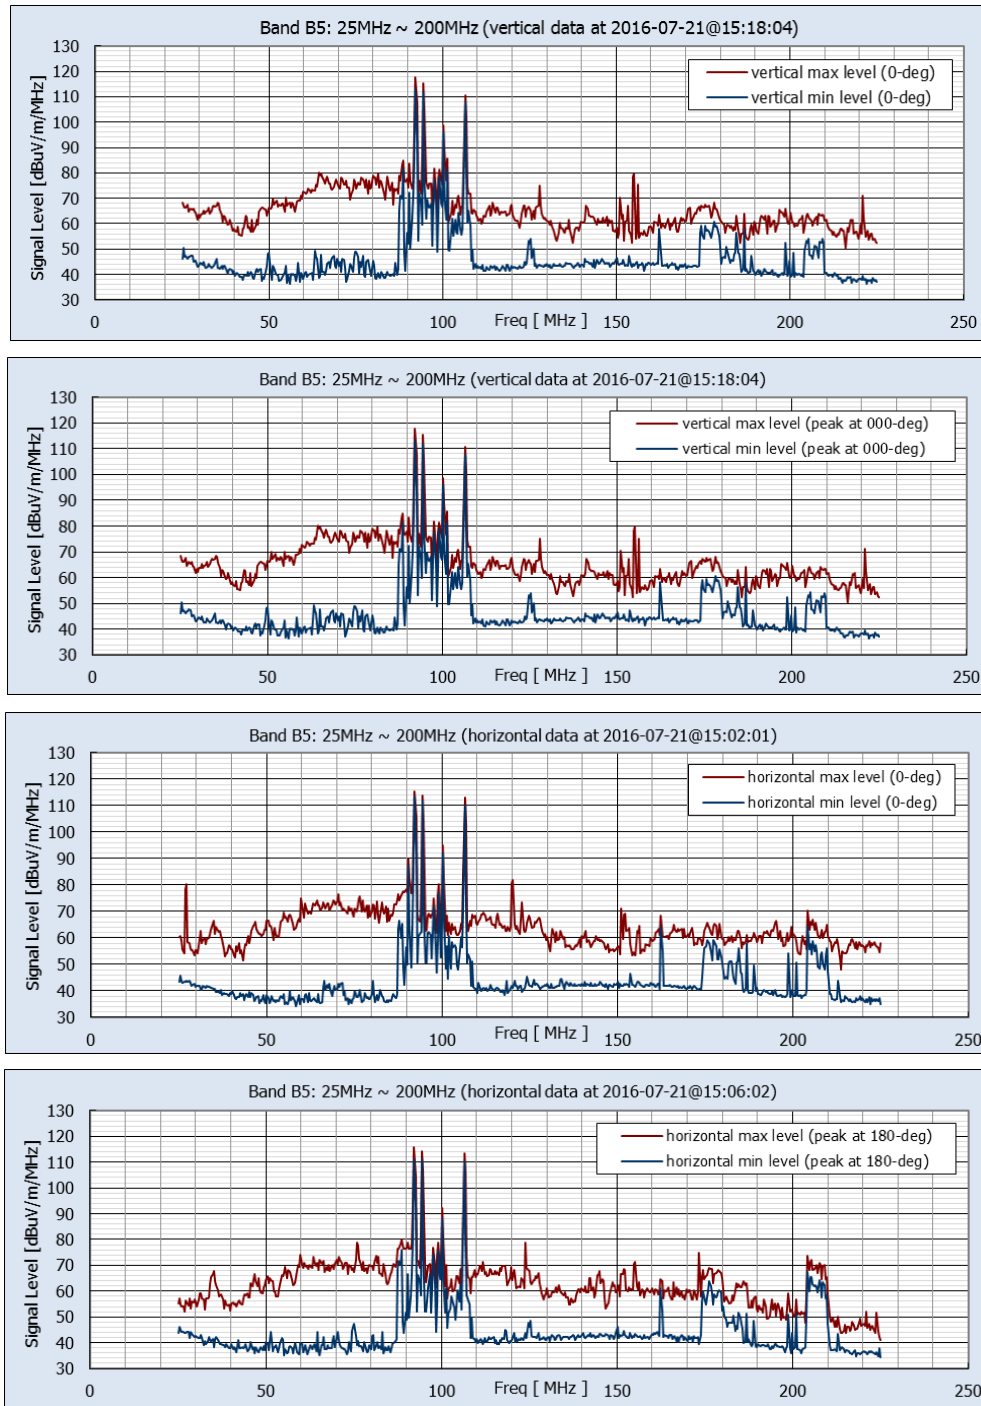 Band B5: 25MHz ~ 200MHz (vertical data at 2016-07-21@15:18:04)
Signal Level [dBuV/m/MHz]
130
120
110
100
90
80
70
60
50
40
30
vertical max level (0-deg)
vertical min level (0-deg)
0 50 100 Freq [ MHz ] 150 200 250
Band B5: 25MHz ~ 200MHz (vertical data at 2016-07-21@15:18:04)
Signal Level [dBuV/m/MHz]
130
120
110
100
90
80
70
60
50
40
30
vertical max level (peak at 000-deg)
vertical min level (peak at 000-deg)
0 50 100 Freq [ MHz ] 150 200 250
Band B5: 25MHz ~ 200MHz (horizontal data at 2016-07-21@15:02:01)
Signal Level [dBuV/m/MHz]
130
120
110
100
90
80
70
60
50
40
30
horizontal max level (0-deg)
horizontal min level (0-deg)
0 50 100 Freq [ MHz ] 150 200 250
Band B5: 25MHz ~ 200MHz (horizontal data at 2016-07-21@15:06:02)
Signal Level [dBuV/m/MHz]
130
120
110
100
90
80
70
60
50
40
30
horizontal max level (peak at 180-deg)
horizontal min level (peak at 180-deg)
0 50 100 Freq [ MHz ] 150 200 250